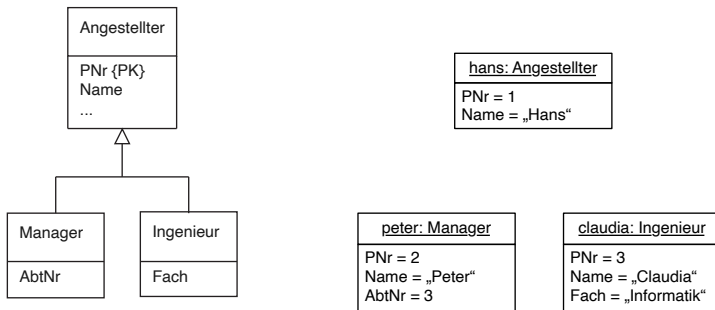 Angestellter
PNr {PK}
Name
...
Manager
AbtNr
Ingenieur
Fach
hans: Angestellter
PNr = 1
Name = „Hans“
peter: Manager
PNr = 2
Name = „Peter“
AbtNr = 3
claudia: Ingenieur
PNr = 3
Name = „Claudia“
Fach = „Informatik“